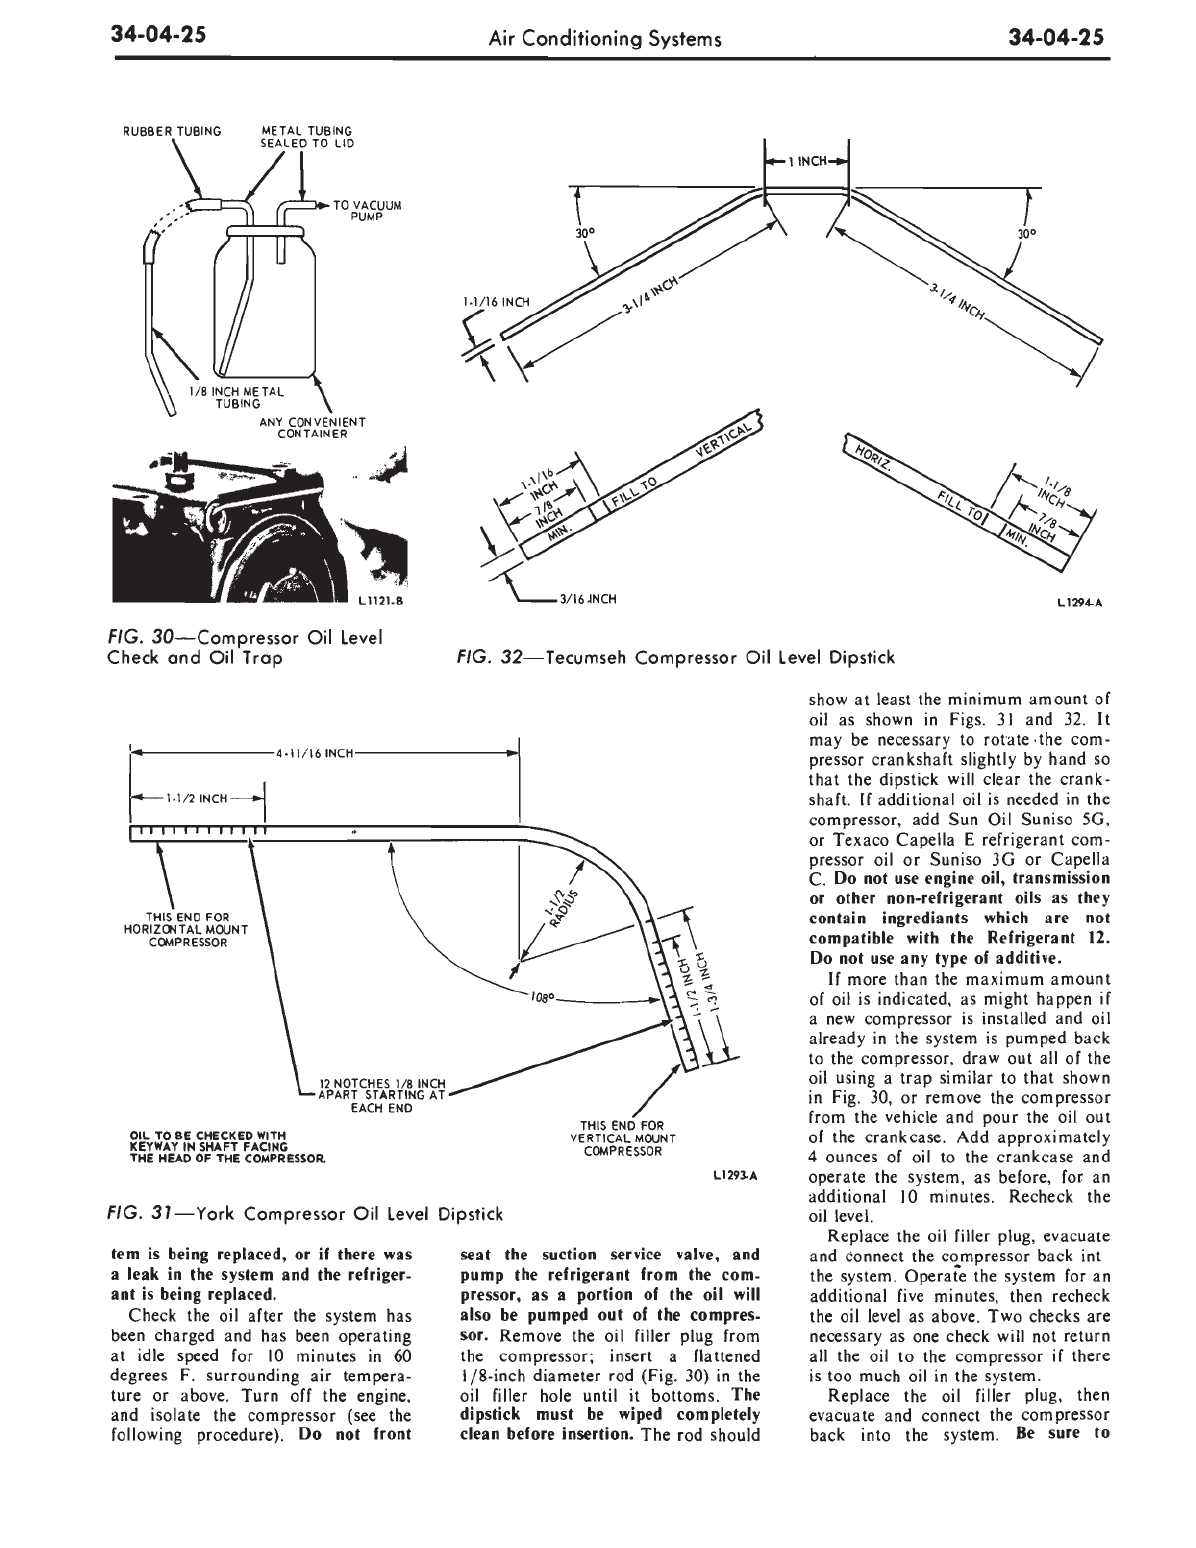 34-04-25 Air Conditioning Systems 34-04-25
RUBBER TUBING
METAL TUBING
SEALED TO LID
TO VACUUM
PUMP
1/8 INCH METAL
TUBING
ANY CONVENIENT
CONTAINER
L1121-B
FIG. 30—Compressor Oil Level
Check and Oil Trap
1 INCH
30°
30°
3-1/4 INCH
3-1/4 INCH
1-1/16 INCH
VERTICAL
FILL TO
MIN.
1-1/16
INCH
7/8
INCH
3/16 INCH
HORIZ.
FILL TO
MIN.
1-1/8
INCH
7/8
INCH
L1294-A
FIG. 32—Tecumseh Compressor Oil Level Dipstick
4-11/16 INCH
1-1/2 INCH
THIS END FOR
HORIZONTAL MOUNT
COMPRESSOR
1-1/2
RADIUS
108°
1-1/2 INCH
1-3/4 INCH
12 NOTCHES 1/8 INCH
APART STARTING AT
EACH END
THIS END FOR
VERTICAL MOUNT
COMPRESSOR
OIL TO BE CHECKED WITH
KEYWAY IN SHAFT FACING
THE HEAD OF THE COMPRESSOR.
L1293-A
FIG. 31—York Compressor Oil Level Dipstick
tem is being replaced, or if there was
a leak in the system and the refriger-
ant is being replaced.
Check the oil after the system has
been charged and has been operating
at idle speed for 10 minutes in 60
degrees F. surrounding air tempera-
ture or above. Turn off the engine,
and isolate the compressor (see the
following procedure). Do not front
seat the suction service valve, and
pump the refrigerant from the com-
pressor, as a portion of the oil will
also be pumped out of the compres-
sor. Remove the oil filler plug from
the compressor; insert a flattened
1/8-inch diameter rod (Fig. 30) in the
oil filler hole until it bottoms. The
dipstick must be wiped completely
clean before insertion. The rod should
show at least the minimum amount of
oil as shown in Figs. 31 and 32. It
may be necessary to rotate the com-
pressor crankshaft slightly by hand so
that the dipstick will clear the crank-
shaft. If additional oil is needed in the
compressor, add Sun Oil Suniso 5G,
or Texaco Capella E refrigerant com-
pressor oil or Suniso 3G or Capella
C. Do not use engine oil, transmission
or other non-refrigerant oils as they
contain ingrediants which are not
compatible with the Refrigerant 12.
Do not use any type of additive.
If more than the maximum amount
of oil is indicated, as might happen if
a new compressor is installed and oil
already in the system is pumped back
to the compressor, draw out all of the
oil using a trap similar to that shown
in Fig. 30, or remove the compressor
from the vehicle and pour the oil out
of the crankcase. Add approximately
4 ounces of oil to the crankcase and
operate the system, as before, for an
additional 10 minutes. Recheck the
oil level.
Replace the oil filler plug, evacuate
and connect the compressor back int
the system. Operate the system for an
additional five minutes, then recheck
the oil level as above. Two checks are
necessary as one check will not return
all the oil to the compressor if there
is too much oil in the system.
Replace the oil filler plug, then
evacuate and connect the compressor
back into the system. Be sure to